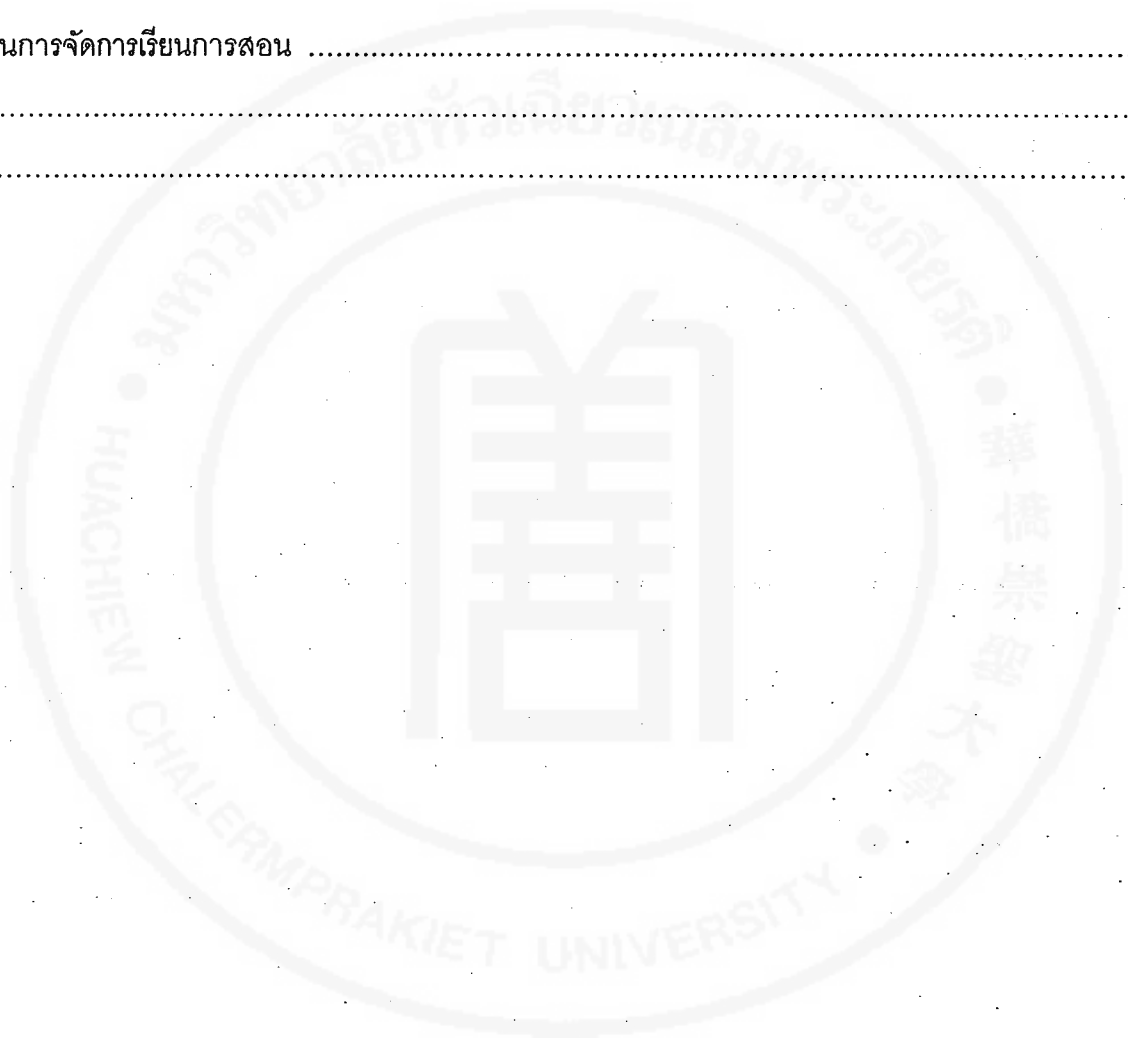 นการจัดการเรียนการสอน ........................................................................
........................................................................
........................................................................
มหาวิทยาลัยหัวเฉียวเฉลิมพระเกียรติ
華僑崇聖大學
HUACHIEW CHALERMPRAKIET UNIVERSITY